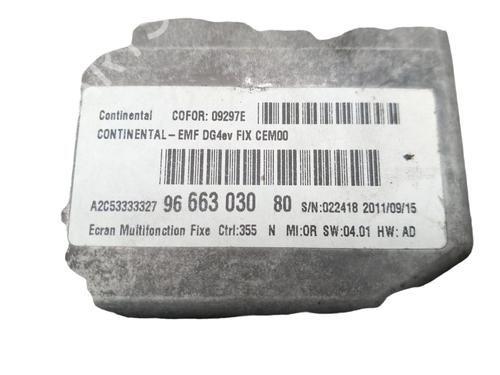 Continental COFOR: 09297E
CONTINENTAL-EMF DG4ev FIX CEM00
A2C53333327 96 663 030 80 S/N:022418 2011/09/15
Ecran Multifonction Fixe Ctrl:355 N MI:OR SW:04.01 HW: AD